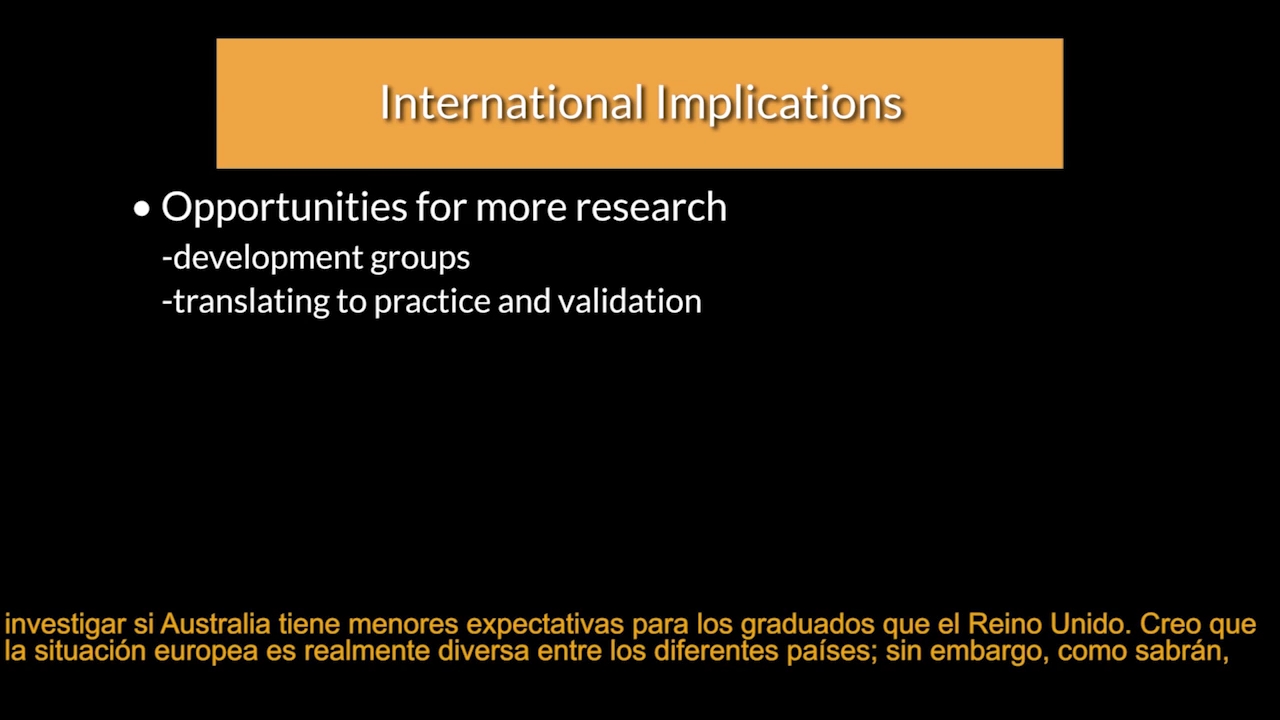 International Implications
• Opportunities for more research
-development groups
-translating to practice and validation
investigar si Australia tiene menores expectativas para los graduados que el Reino Unido. Creo que
la situación europea es realmente diversa entre los diferentes países; sin embargo, como sabrán,